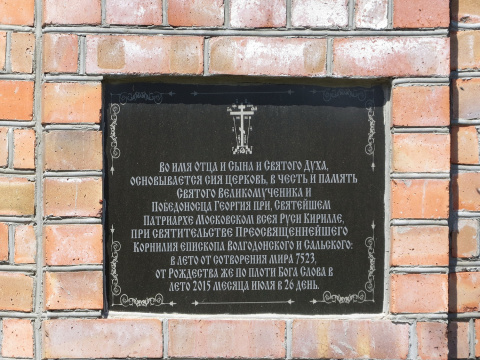 Во имя Отца и Сына и Святого Духа,
основывается сия церковь, в честь и память
Святого Великомученика и
Победоносца Георгия при, Святейшем
Патриархе Московском всея Руси Кирилле,
при святительстве Преосвященнейшего
Корнилия епископа Волгодонского и Сальского:
в лето от сотворения мира 7523,
от Рождества же по плоти Бога Слова в
лето 2015 месяца июля в 26 день.